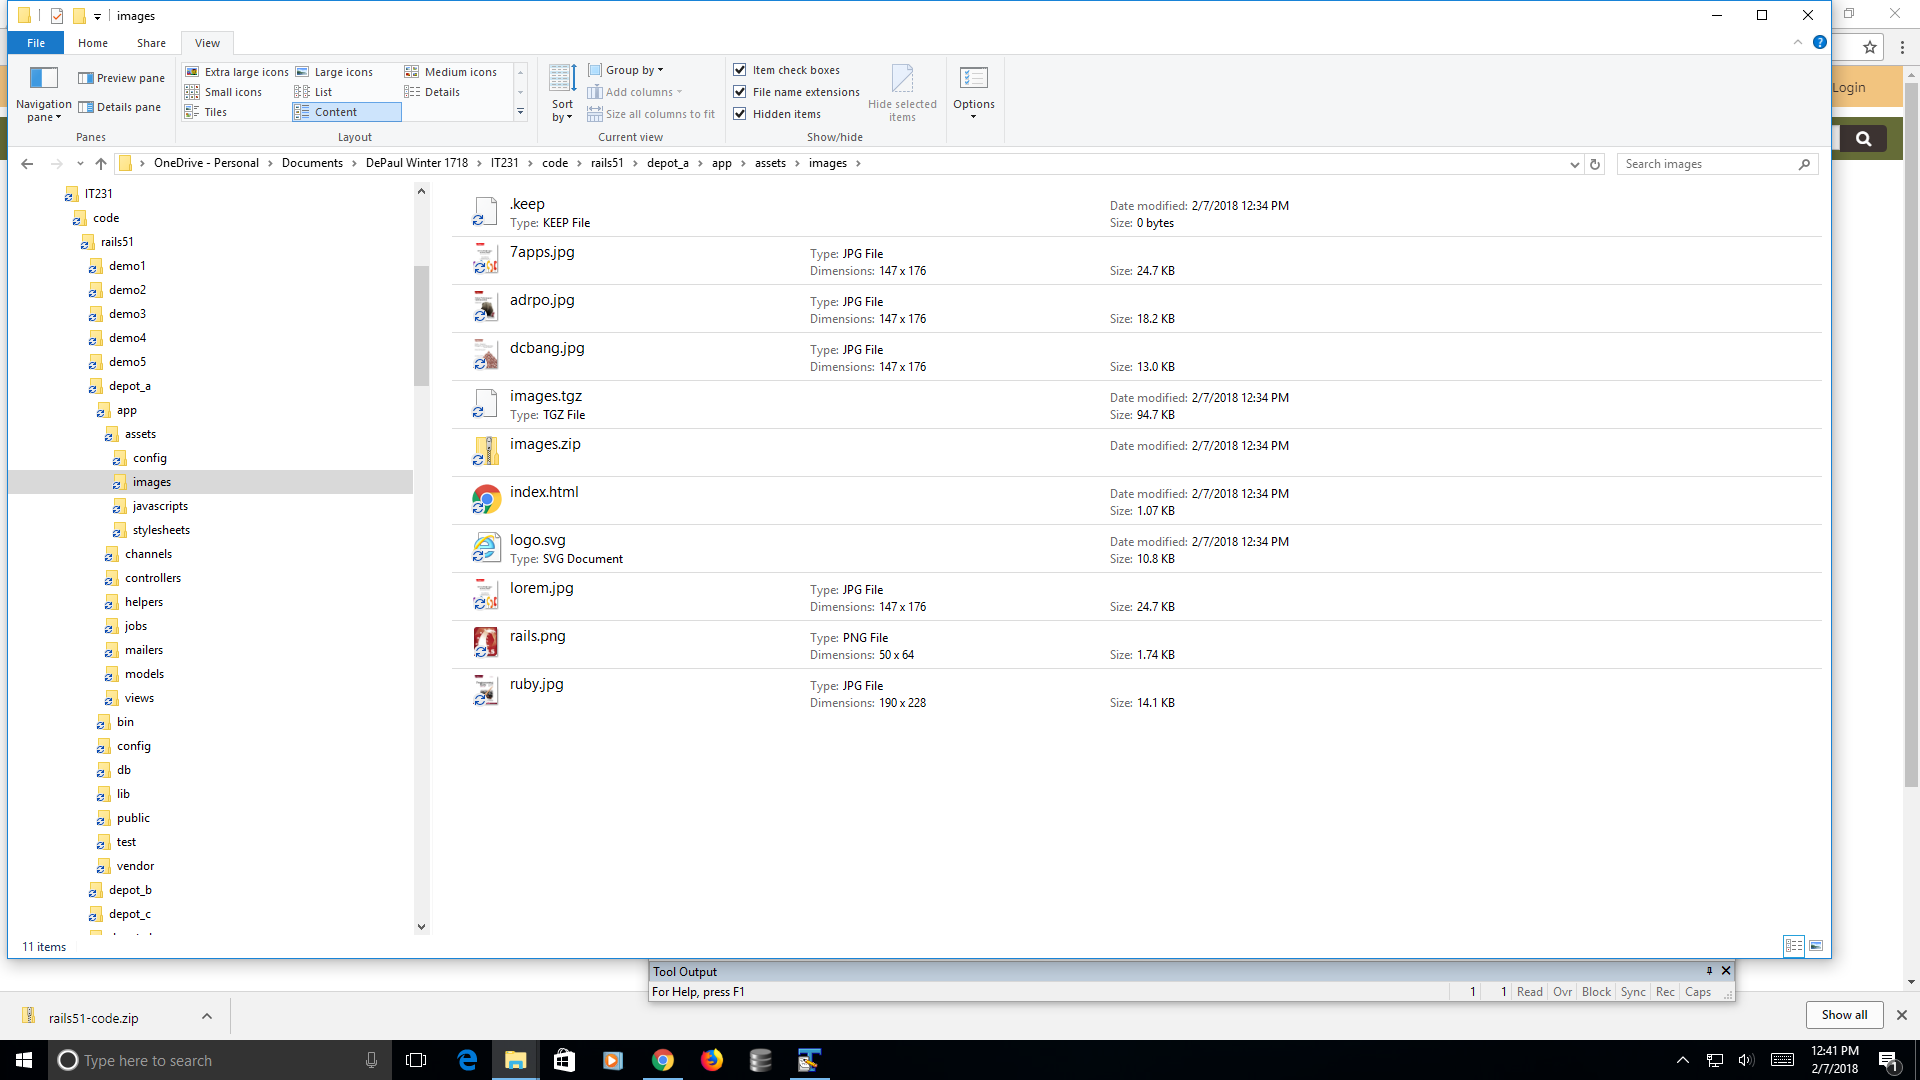 images
File Home Share View
Login
Navigation pane
Preview pane
Details pane
Panes
Extra large icons Large icons Medium icons
Small icons List Details
Tiles Content
Layout
Sort by
Group by
Add columns
Size all columns to fit
Current view
Item check boxes
File name extensions
Hidden items
Hide selected items
Show/hide
Options
OneDrive - Personal Documents DePaul Winter 1718 IT231 code rails51 depot_a app assets images
Search images
IT231
code
rails51
demo1
demo2
demo3
demo4
demo5
depot_a
app
assets
config
images
javascripts
stylesheets
channels
controllers
helpers
jobs
mailers
models
views
bin
config
db
lib
public
test
vendor
depot_b
depot_c
.keep
Type: KEEP File
Date modified: 2/7/2018 12:34 PM
Size: 0 bytes
7apps.jpg
Type: JPG File
Dimensions: 147 x 176
Size: 24.7 KB
adrpo.jpg
Type: JPG File
Dimensions: 147 x 176
Size: 18.2 KB
dcbang.jpg
Type: JPG File
Dimensions: 147 x 176
Size: 13.0 KB
images.tgz
Type: TGZ File
Date modified: 2/7/2018 12:34 PM
Size: 94.7 KB
images.zip
Date modified: 2/7/2018 12:34 PM
index.html
Date modified: 2/7/2018 12:34 PM
Size: 1.07 KB
logo.svg
Type: SVG Document
Date modified: 2/7/2018 12:34 PM
Size: 10.8 KB
lorem.jpg
Type: JPG File
Dimensions: 147 x 176
Size: 24.7 KB
rails.png
Type: PNG File
Dimensions: 50 x 64
Size: 1.74 KB
ruby.jpg
Type: JPG File
Dimensions: 190 x 228
Size: 14.1 KB
11 items
Tool Output
For Help, press F1
1 1 Read Ovr Block Sync Rec Caps
rails51-code.zip
Show all
Type here to search
12:41 PM
2/7/2018
1